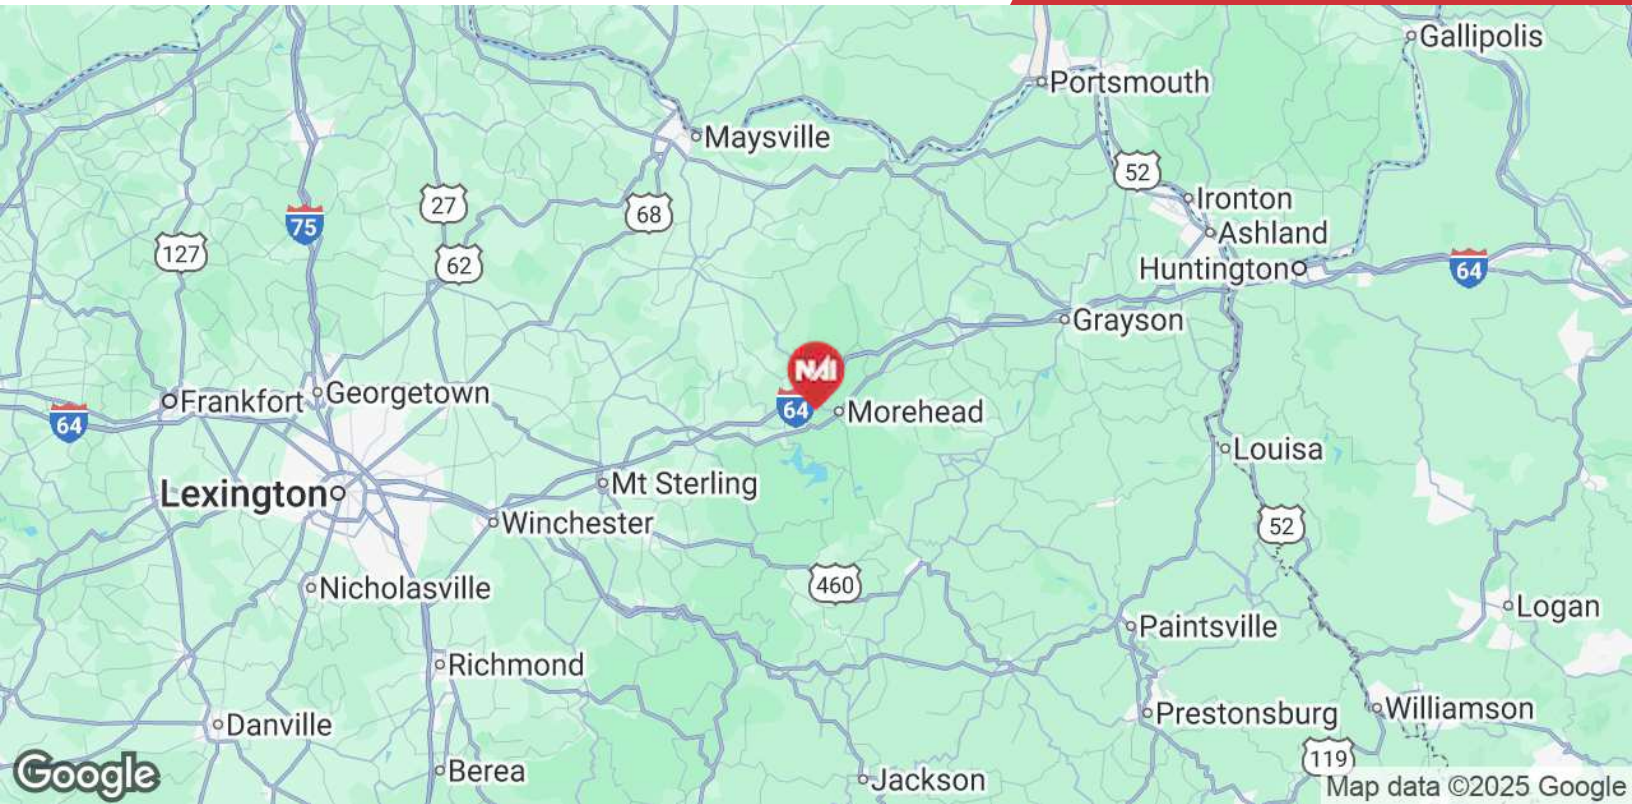 Gallipolis
Portsmouth
Maysville
52
Ironton
27
68
75
Ashland
127
62
Huntington
64
Grayson
NAI
Georgetown
Frankfort
64
64
Morehead
Louisa
Mt Sterling
Lexington
Winchester
52
460
Nicholasville
Logan
Paintsville
Richmond
Williamson
Prestonsburg
Danville
119
Berea
Jackson
Google
Map data ©2025 Google